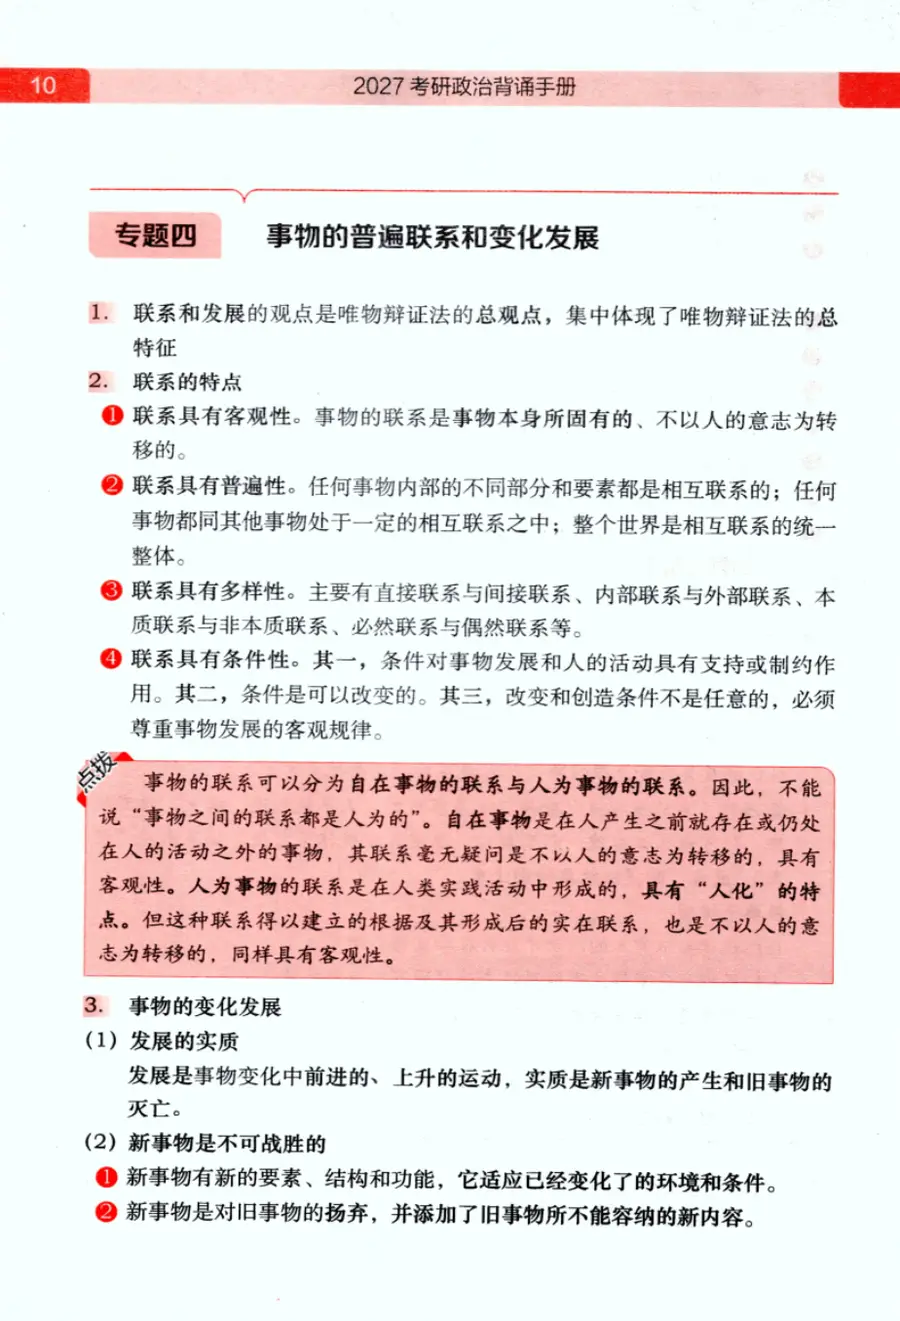 10
2027 考研政治背诵手册
专题四 事物的普遍联系和变化发展
1. 联系和发展的观点是唯物辩证法的总观点，集中体现了唯物辩证法的总
特征
2. 联系的特点
❶ 联系具有客观性。事物的联系是事物本身所固有的、不以人的意志为转
移的。
❷ 联系具有普遍性。任何事物内部的不同部分和要素都是相互联系的；任何
事物都同其他事物处于一定的相互联系之中；整个世界是相互联系的统一
整体。
❸ 联系具有多样性。主要有直接联系与间接联系、内部联系与外部联系、本
质联系与非本质联系、必然联系与偶然联系等。
❹ 联系具有条件性。其一，条件对事物发展和人的活动具有支持或制约作
用。其二，条件是可以改变的。其三，改变和创造条件不是任意的，必须
尊重事物发展的客观规律。
点拨
事物的联系可以分为自在事物的联系与人为事物的联系。因此，不能
说“事物之间的联系都是人为的”。自在事物是在人产生之前就存在或仍处
在人的活动之外的事物，其联系毫无疑问是不以人的意志为转移的，具有
客观性。人为事物的联系是在人类实践活动中形成的，具有“人化”的特
点。但这种联系得以建立的根据及其形成后的实在联系，也是不以人的意
志为转移的，同样具有客观性。
3. 事物的变化发展
(1) 发展的实质
发展是事物变化中前进的、上升的运动，实质是新事物的产生和旧事物的
灭亡。
(2) 新事物是不可战胜的
❶ 新事物有新的要素、结构和功能，它适应已经变化了的环境和条件。
❷ 新事物是对旧事物的扬弃，并添加了旧事物所不能容纳的新内容。